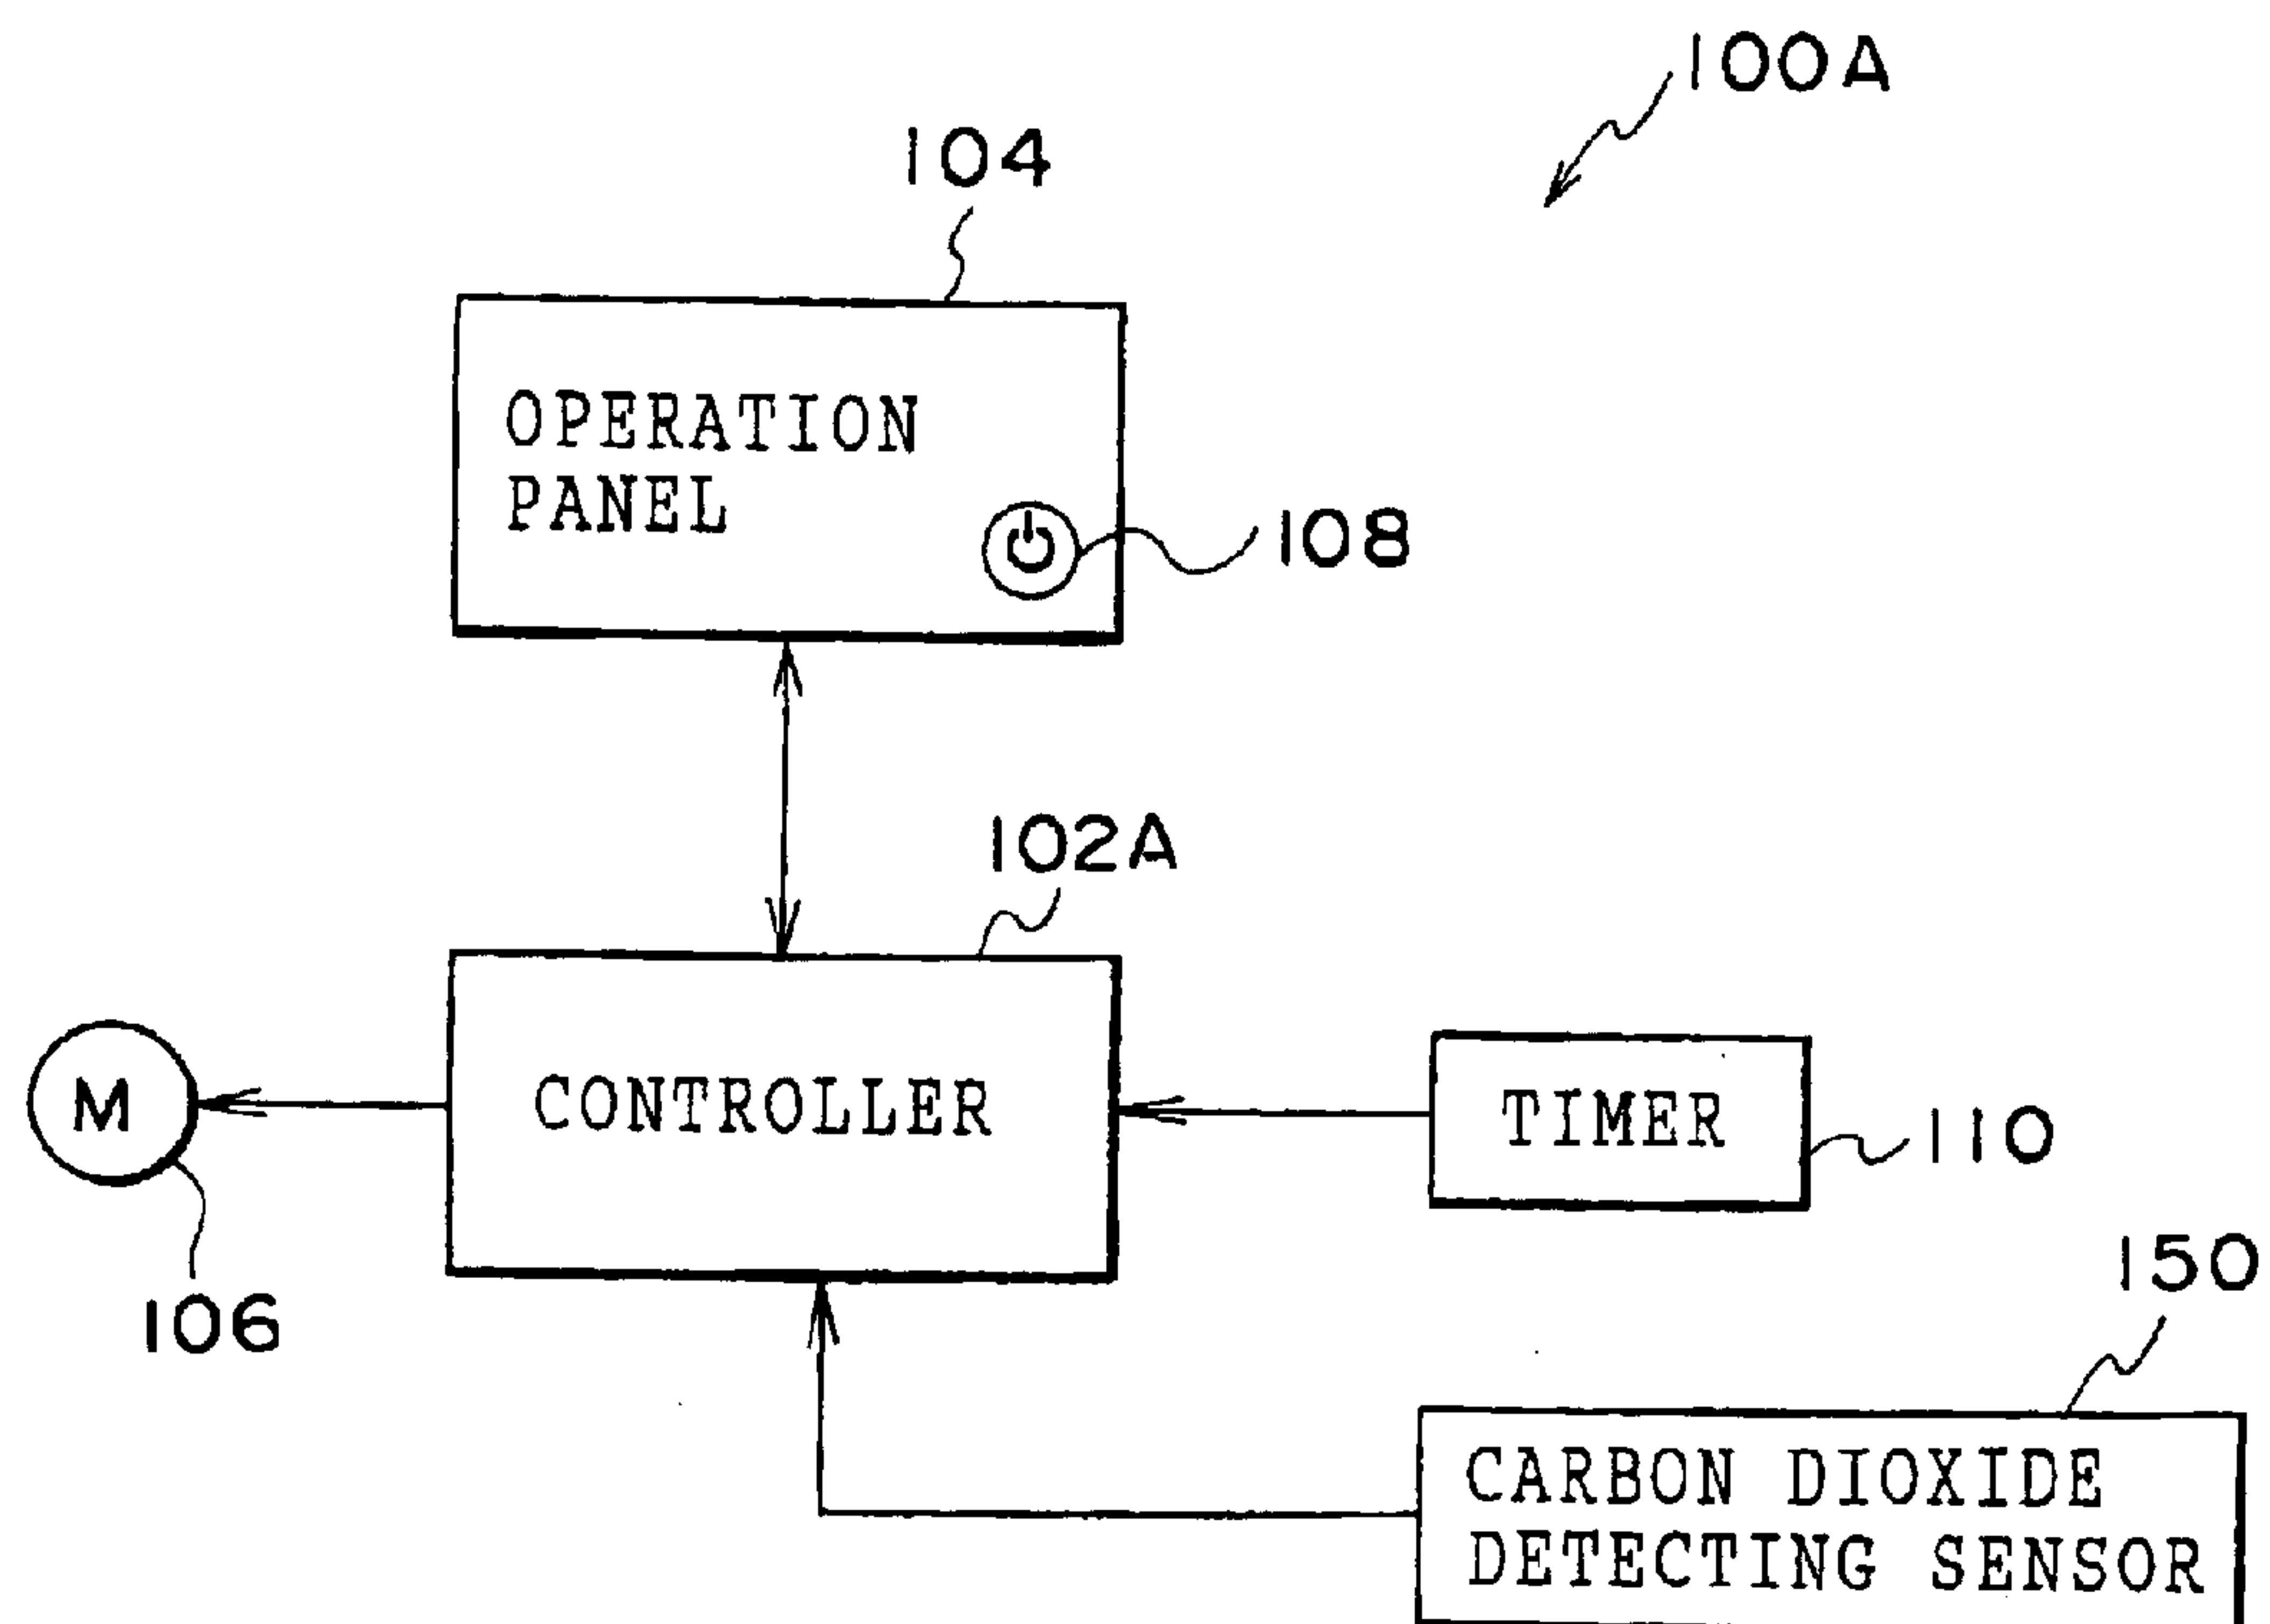 100A
104
OPERATION
PANEL
108
102A
M
CONTROLLER
TIMER
110
106
150
CARBON DIOXIDE
DETECTING SENSOR